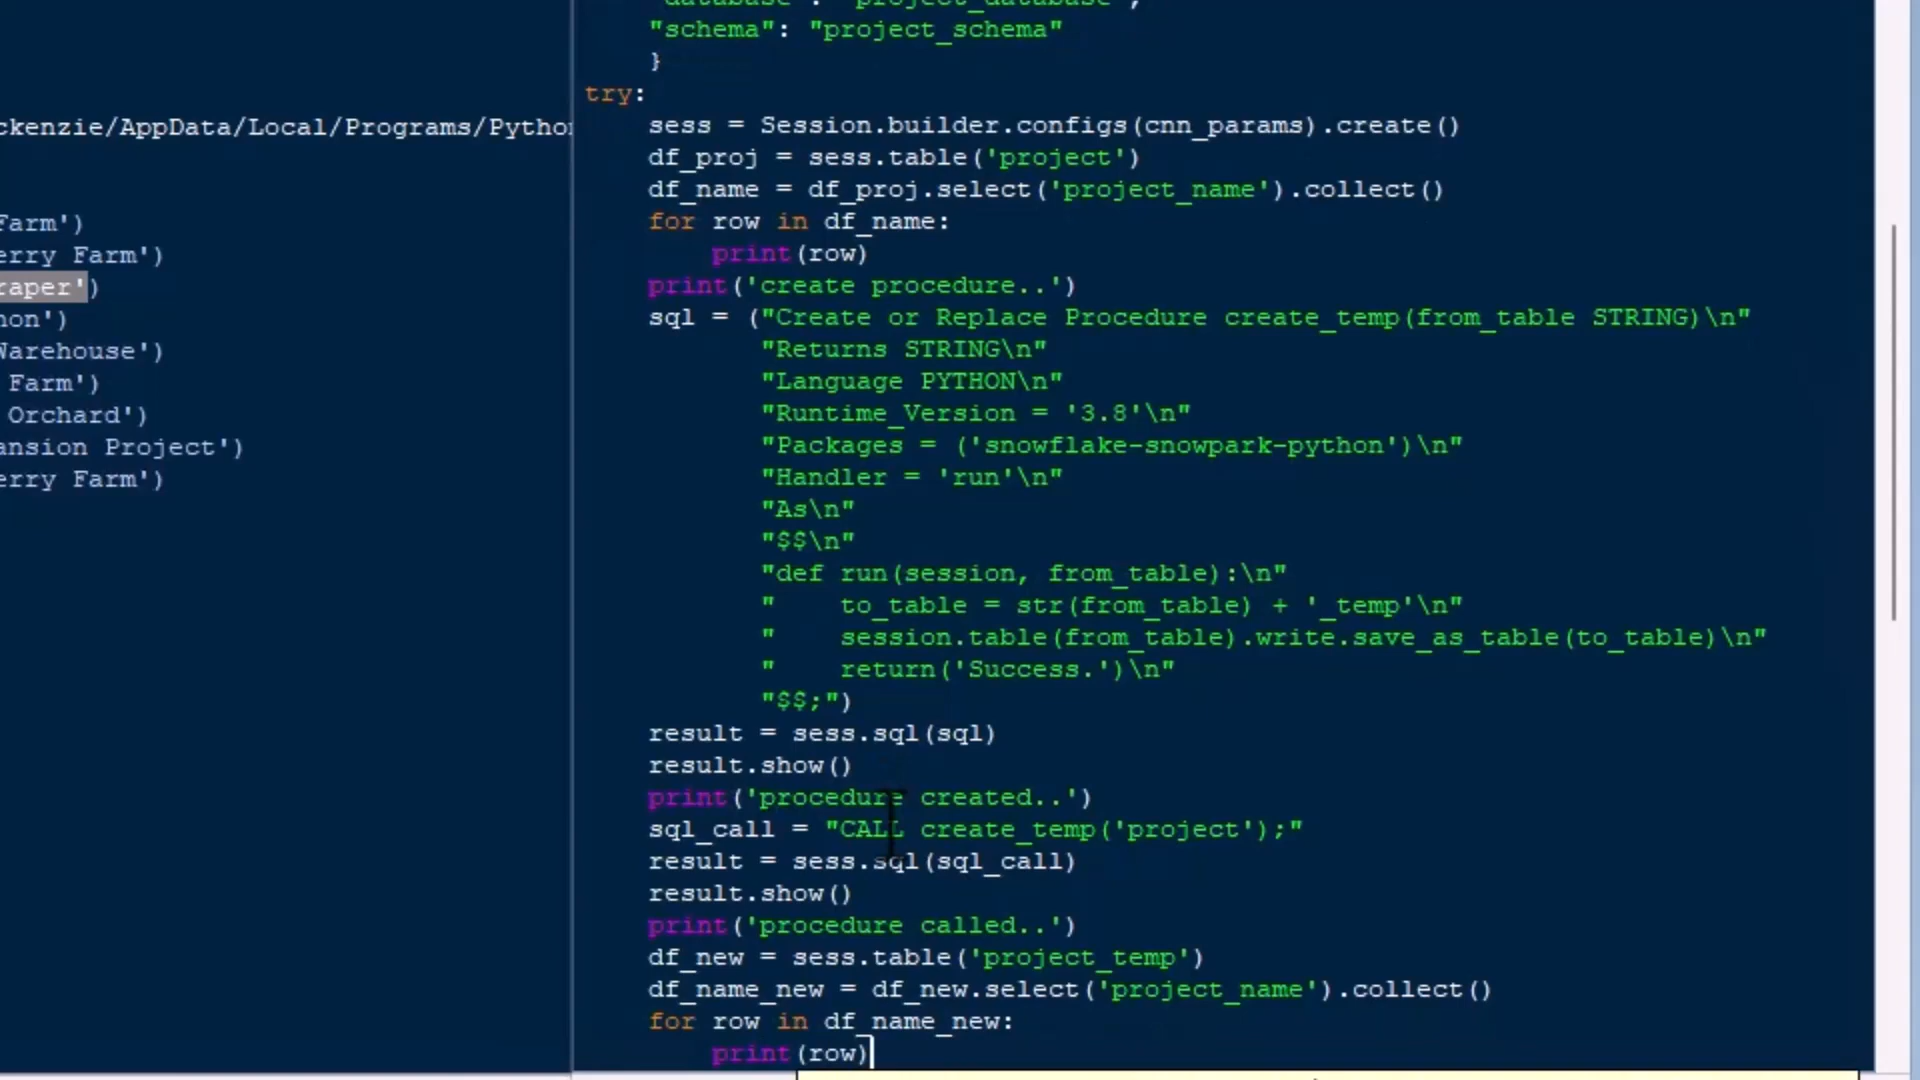 "database": "project_database",
"schema": "project_schema"
}
try:
sess = Session.builder.configs(cnn_params).create()
df_proj = sess.table('project')
df_name = df_proj.select('project_name').collect()
for row in df_name:
print(row)
print('create procedure..')
sql = ("Create or Replace Procedure create_temp(from_table STRING)\n"
"Returns STRING\n"
"Language PYTHON\n"
"Runtime_Version = '3.8'\n"
"Packages = ('snowflake-snowpark-python')\n"
"Handler = 'run'\n"
"As\n"
"$$\n"
"def run(session, from_table):\n"
"    to_table = str(from_table) + '_temp'\n"
"    session.table(from_table).write.save_as_table(to_table)\n"
"    return('Success.')\n"
"$$;")
result = sess.sql(sql)
result.show()
print('procedure created..')
sql_call = "CALL create_temp('project');"
result = sess.sql(sql_call)
result.show()
print('procedure called..')
df_new = sess.table('project_temp')
df_name_new = df_new.select('project_name').collect()
for row in df_name_new:
print(row)
ckenzie/AppData/Local/Programs/Pytho
Farm')
erry Farm')
raper')
hon')
Warehouse')
Farm')
Orchard')
ansion Project')
erry Farm')